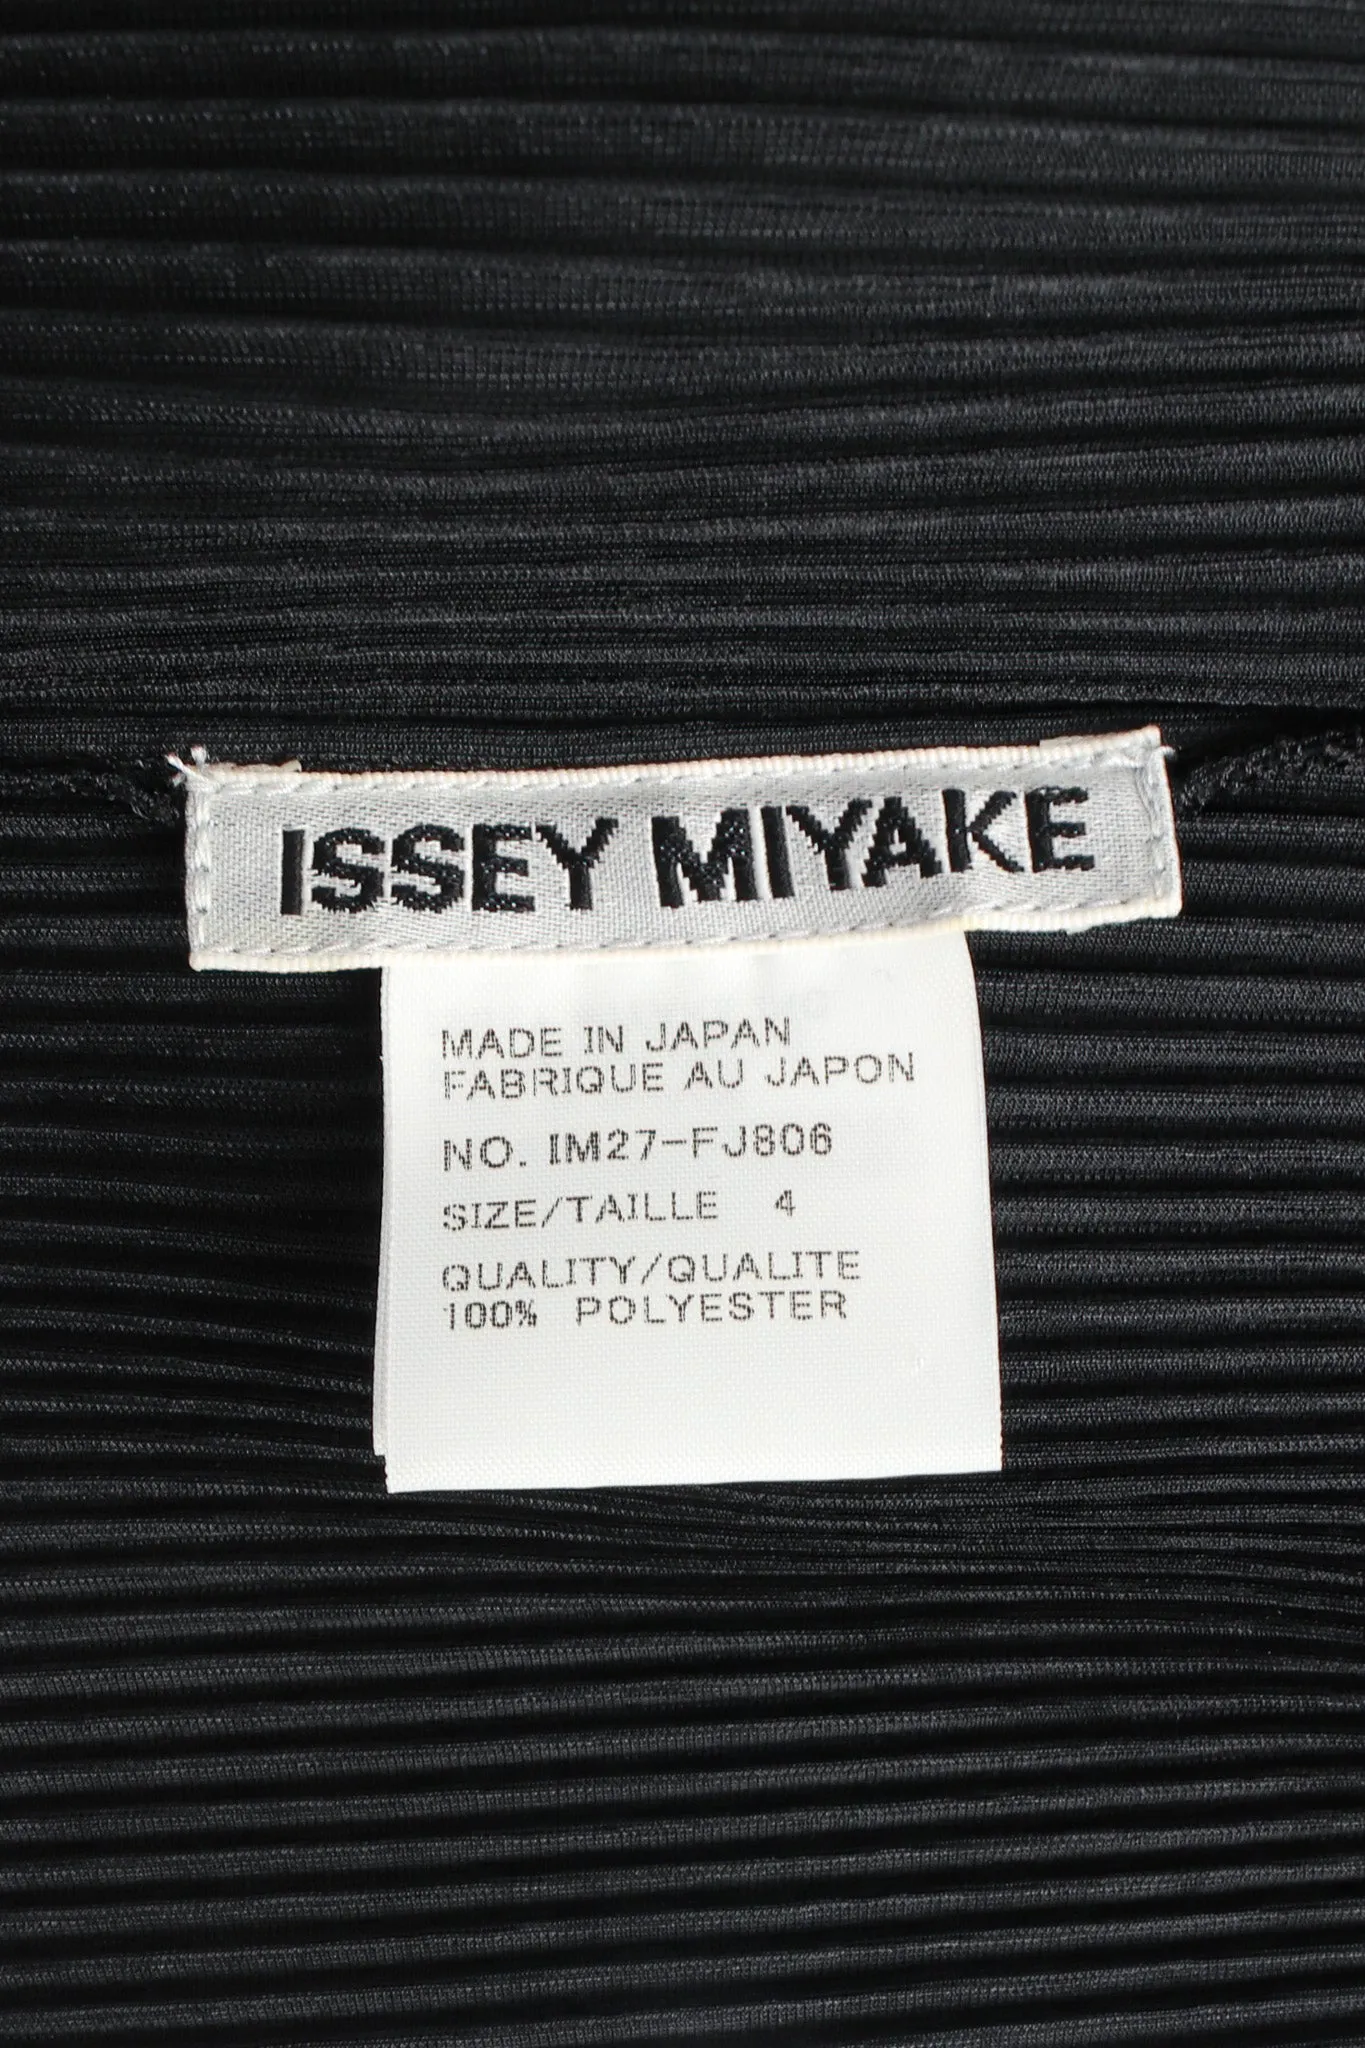 ISSEY MIYAKE
MADE IN JAPAN
FABRIQUE AU JAPON
NO. IM27-FJ806
SIZE/TAILLE 4
QUALITY/QUALITE
100% POLYESTER